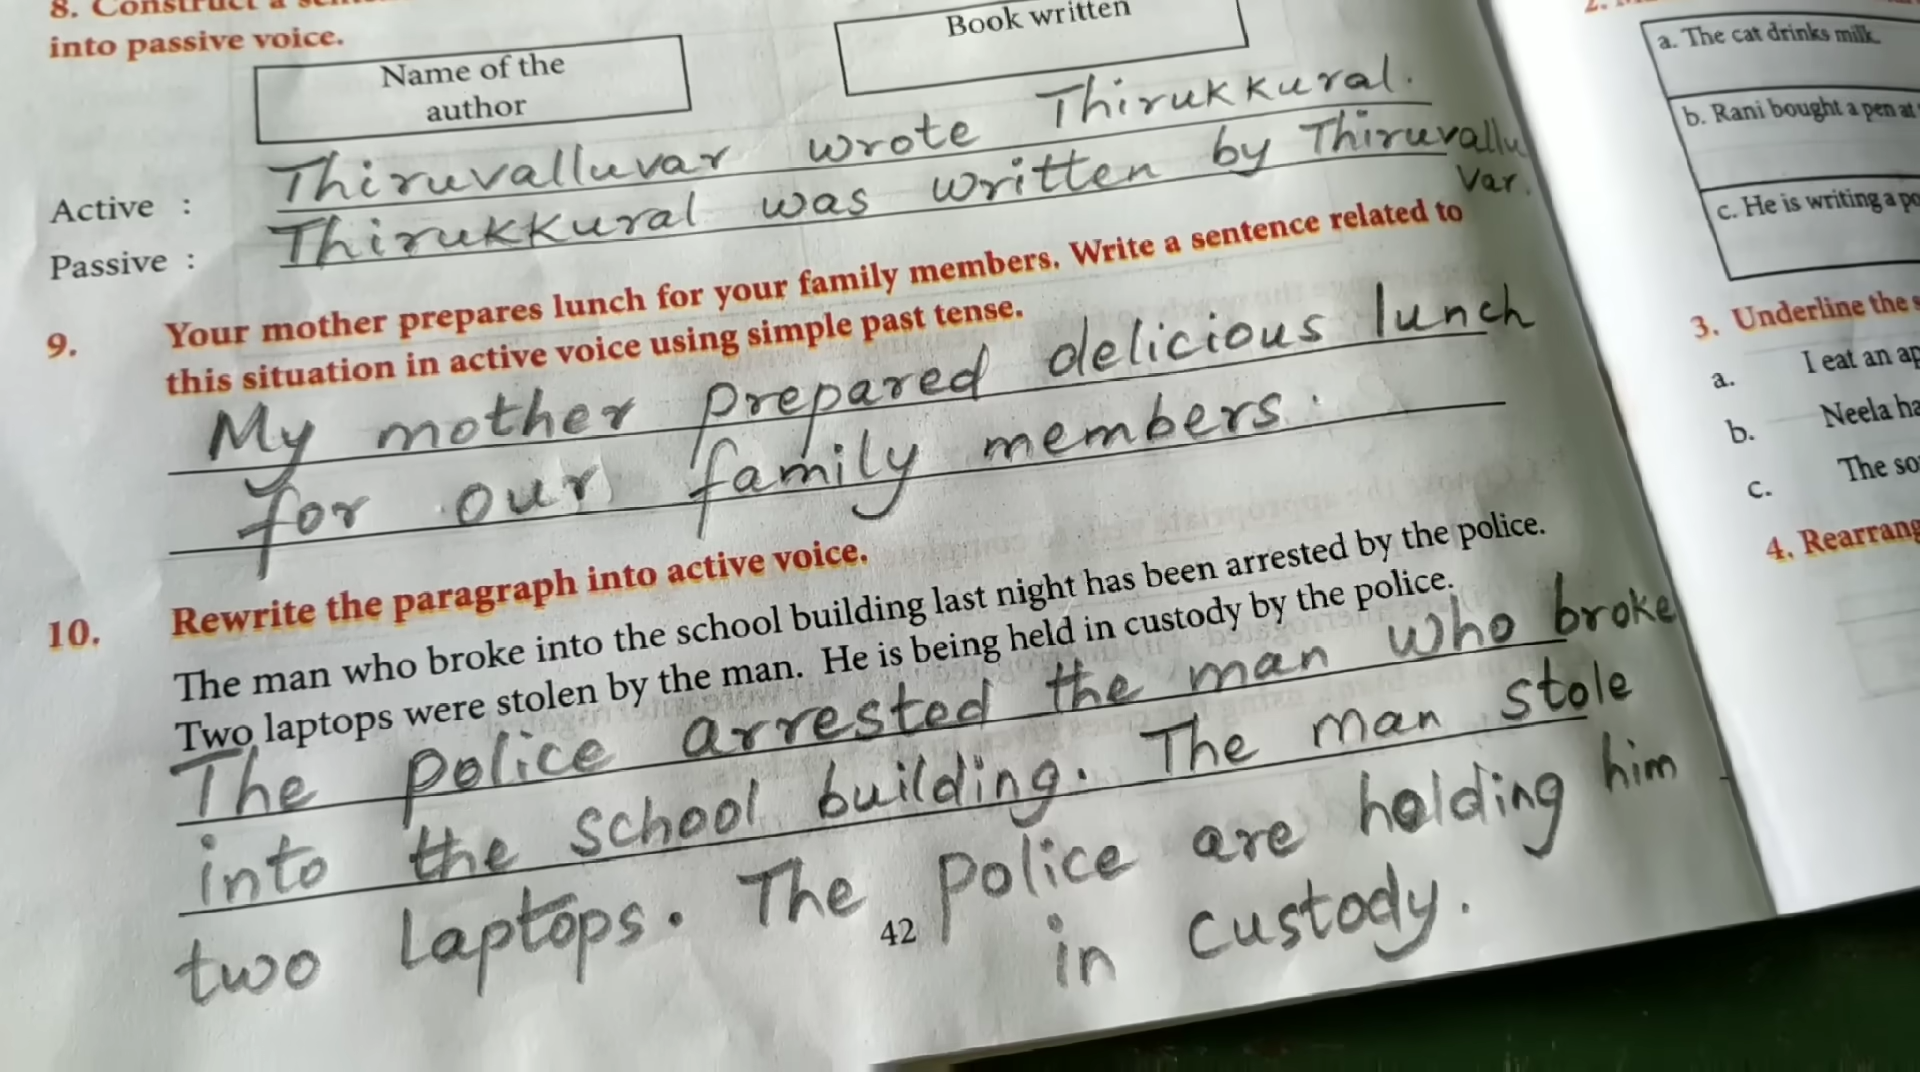 8. Construct a
into passive voice.
Name of the
author
Book written
Active : Thiruvalluvar wrote Thirukkural.
Passive : Thirukkural was written by Thiruvallu
var.
9. Your mother prepares lunch for your family members. Write a sentence related to
this situation in active voice using simple past tense.
My mother prepared delicious lunch
for our family members.
10. Rewrite the paragraph into active voice.
The man who broke into the school building last night has been arrested by the police.
Two laptops were stolen by the man. He is being held in custody by the police.
The police arrested the man who broke
into the school building. The man stole
two laptops. The police are holding him
in custody.
42
a. The cat drinks milk.
b. Rani bought a pen at
c. He is writing a po
3. Underline the s
a. I eat an ap
b. Neela ha
c. The so
4. Rearrang